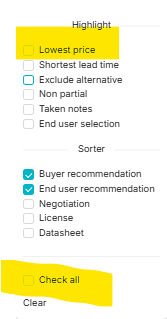 Highlight
Lowest price
Shortest lead time
Exclude alternative
Non partial
Taken notes
End user selection
Sorter
Buyer recommendation
End user recommendation
Negotiation
License
Datasheet
Check all
Clear